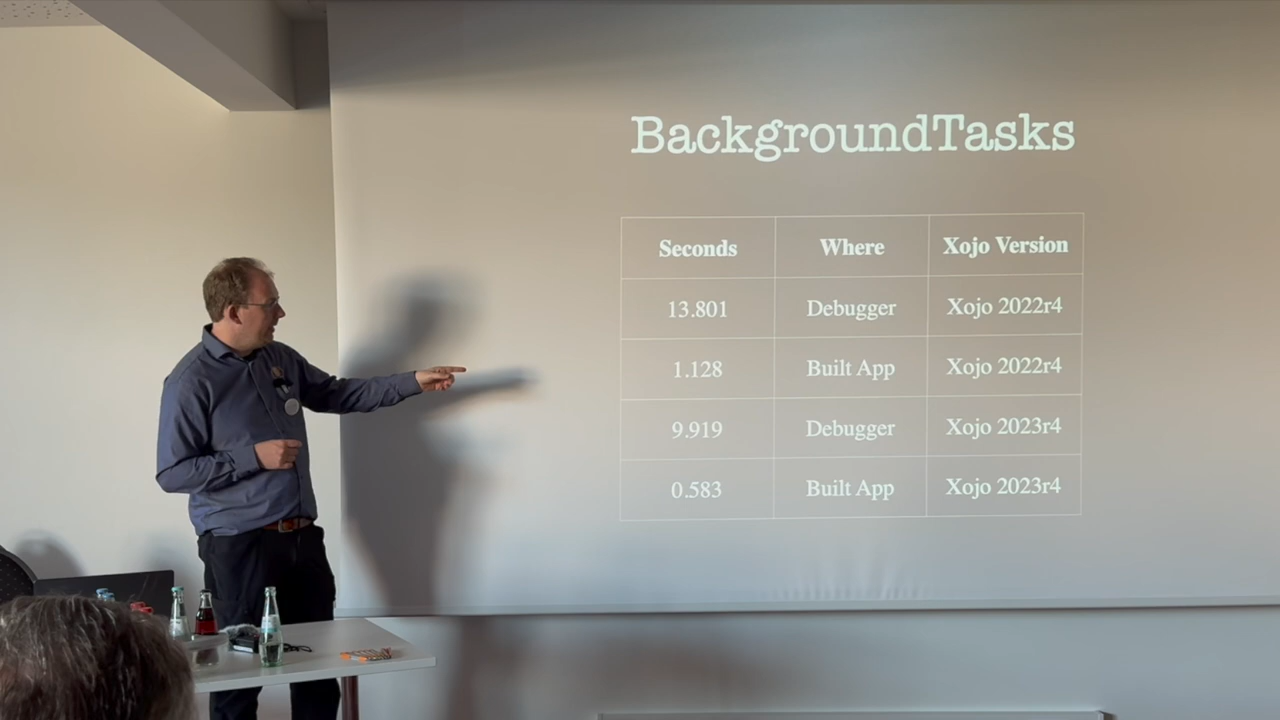 BackgroundTasks
Seconds Where Xojo Version
13.801 Debugger Xojo 2022r4
1.128 Built App Xojo 2022r4
9.919 Debugger Xojo 2023r4
0.583 Built App Xojo 2023r4